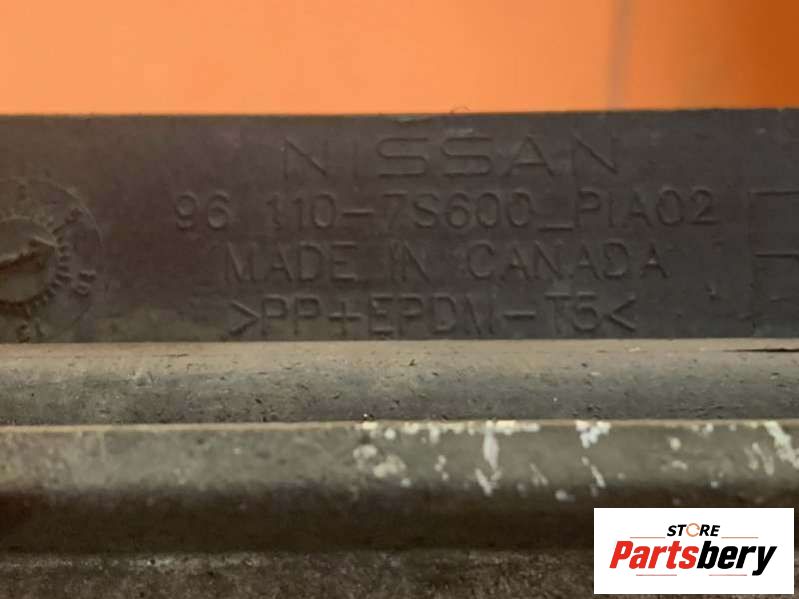 NISSAN
96 110-7S600_PIA02
MADE IN CANADA
>PP+EPDM-T5<
STORE
Partsbery